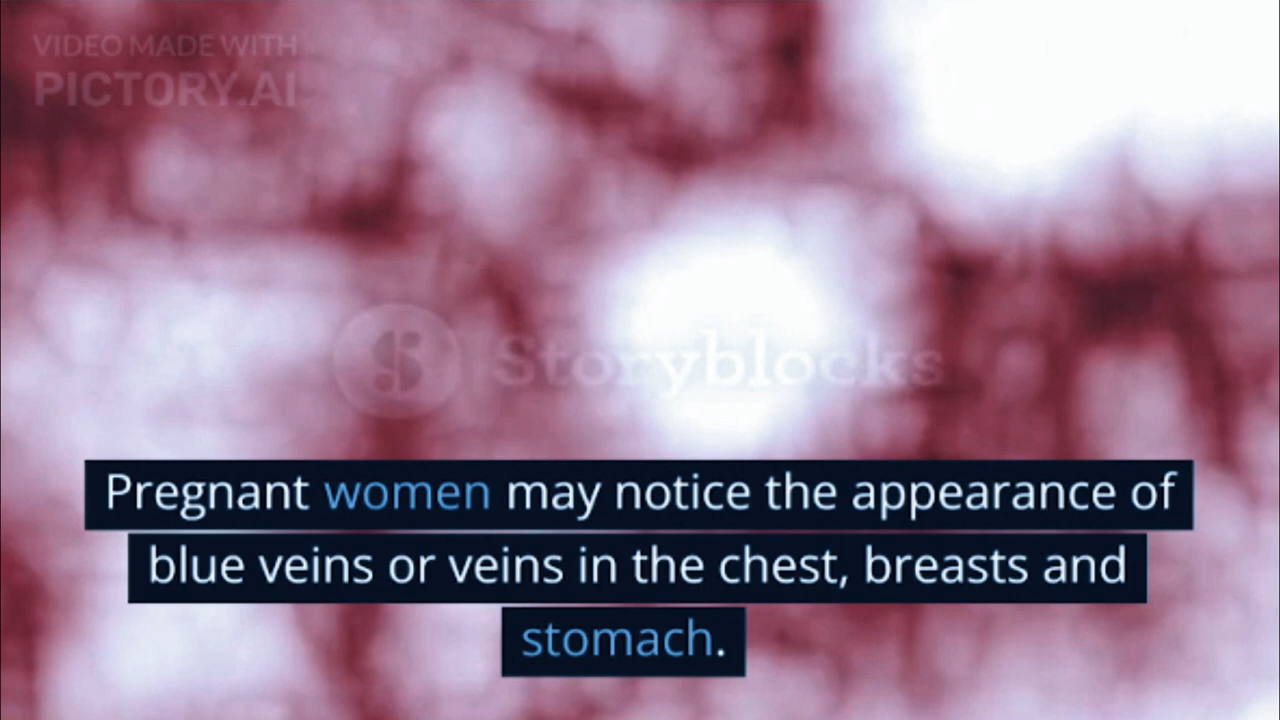 VIDEO MADE WITH
PICTORY.AI
Storyblocks
Pregnant women may notice the appearance of
blue veins or veins in the chest, breasts and
stomach.